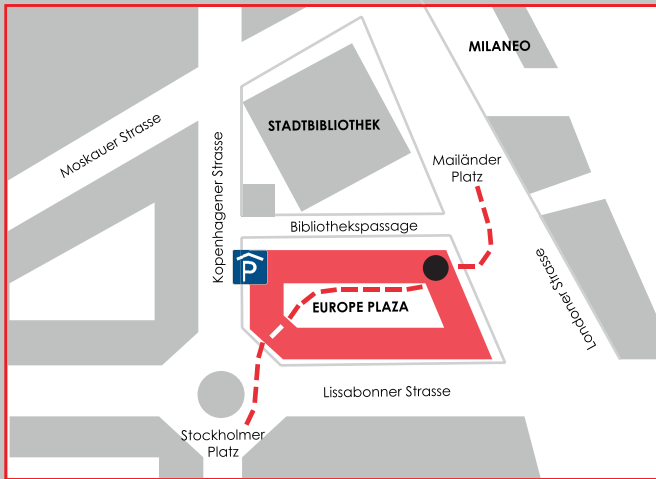 MILANEO
STADTBIBLIOTHEK
Moskauer Strasse
Mailänder
Platz
Kopenhagener Strasse
Bibliothekspassage
P
EUROPE PLAZA
Londoner Strasse
Lissabonner Strasse
Stockholmer
Platz